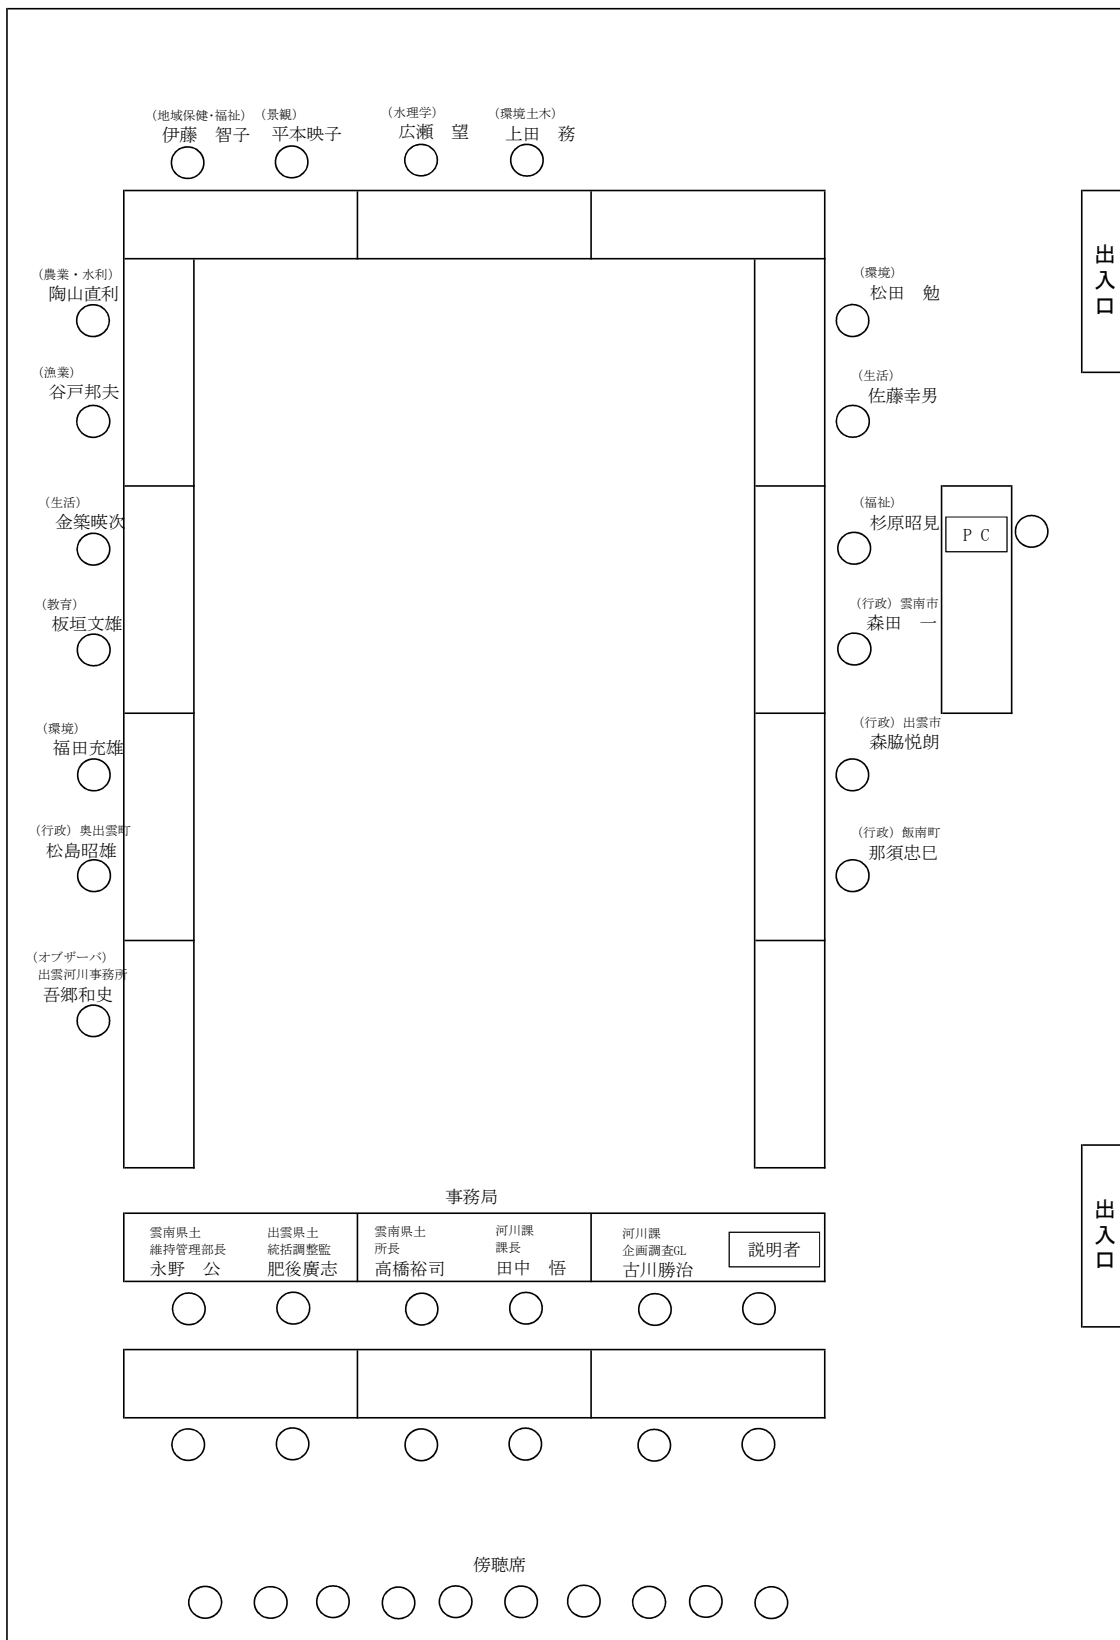 (地域保健・福祉)
伊藤　智子
(景観)
平本映子
(水理学)
広瀬　望
(環境土木)
上田　務
(農業・水利)
陶山直利
(漁業)
谷戸邦夫
(生活)
金築暎次
(教育)
板垣文雄
(環境)
福田充雄
(行政) 奥出雲町
松島昭雄
(オブザーバ)
出雲河川事務所
吾郷和史
(環境)
松田　勉
(生活)
佐藤幸男
(福祉)
杉原昭見
(行政) 雲南市
森田　一
(行政) 出雲市
森脇悦朗
(行政) 飯南町
那須忠巳
ＰＣ
出入口
出入口
事務局
雲南県土
維持管理部長
永野　公
出雲県土
統括調整監
肥後廣志
雲南県土
所長
高橋裕司
河川課
課長
田中　悟
河川課
企画調査GL
古川勝治
説明者
傍聴席